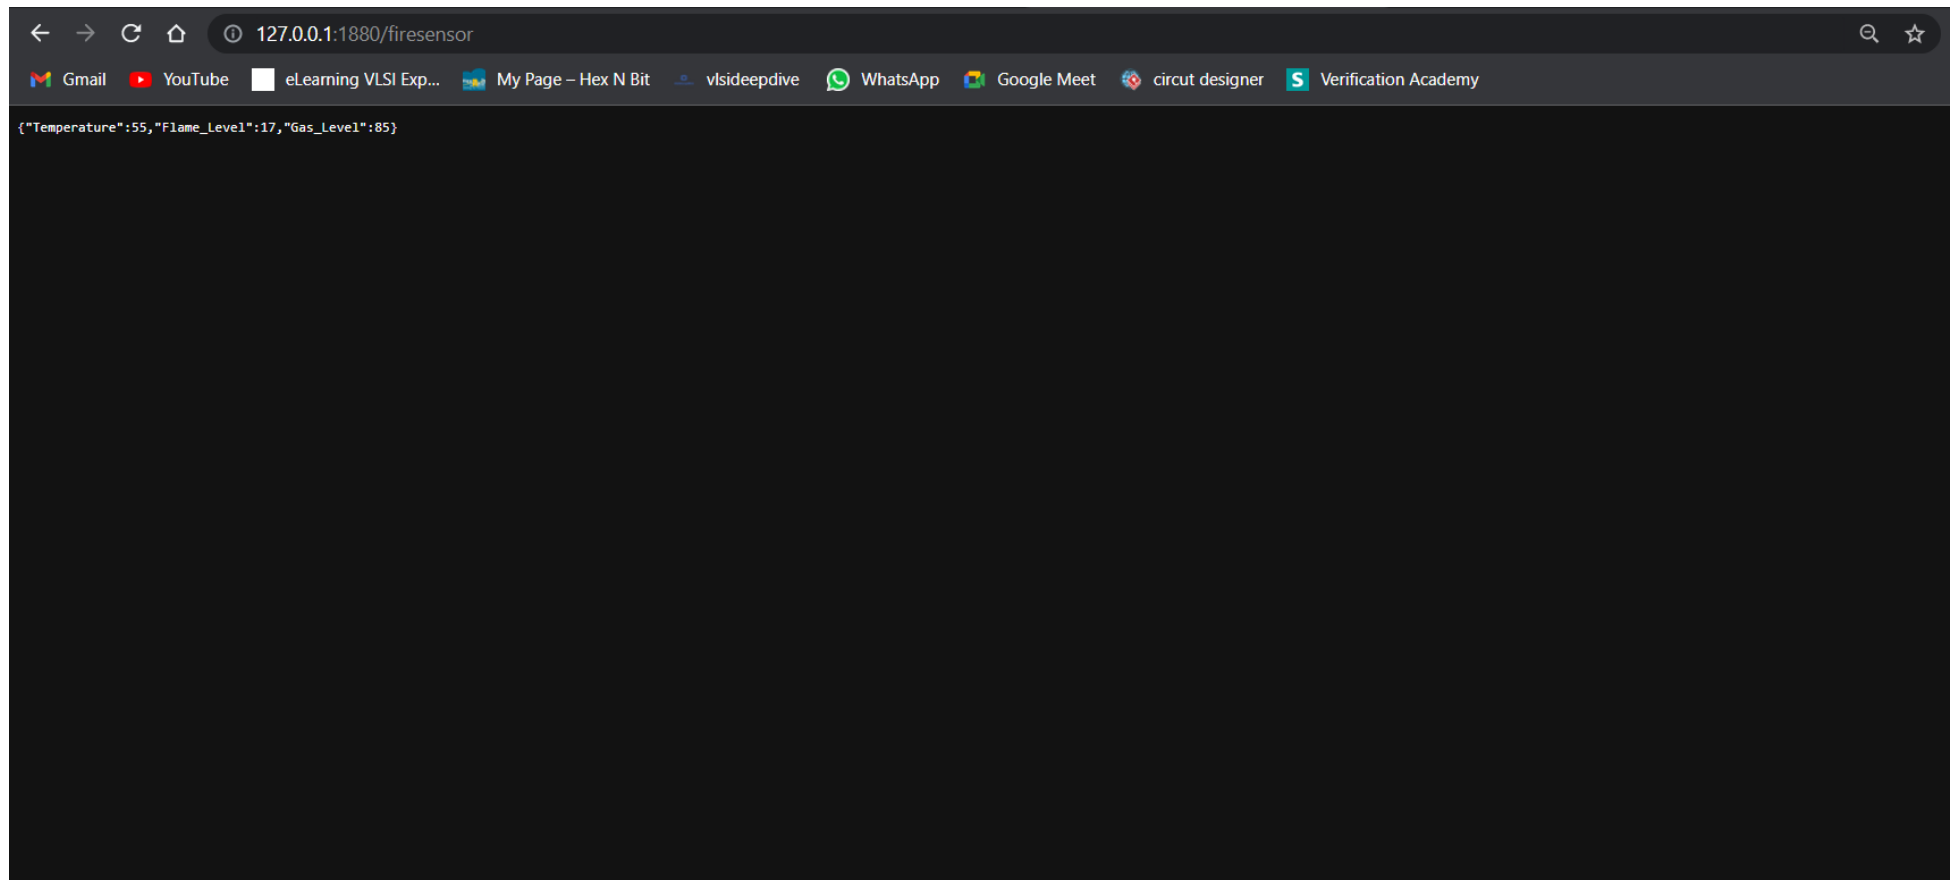 127.0.0.1:1880/firesensor
Gmail YouTube eLearning VLSI Exp... My Page – Hex N Bit vlsideepdive WhatsApp Google Meet circut designer S Verification Academy
{"Temperature":55,"Flame_Level":17,"Gas_Level":85}